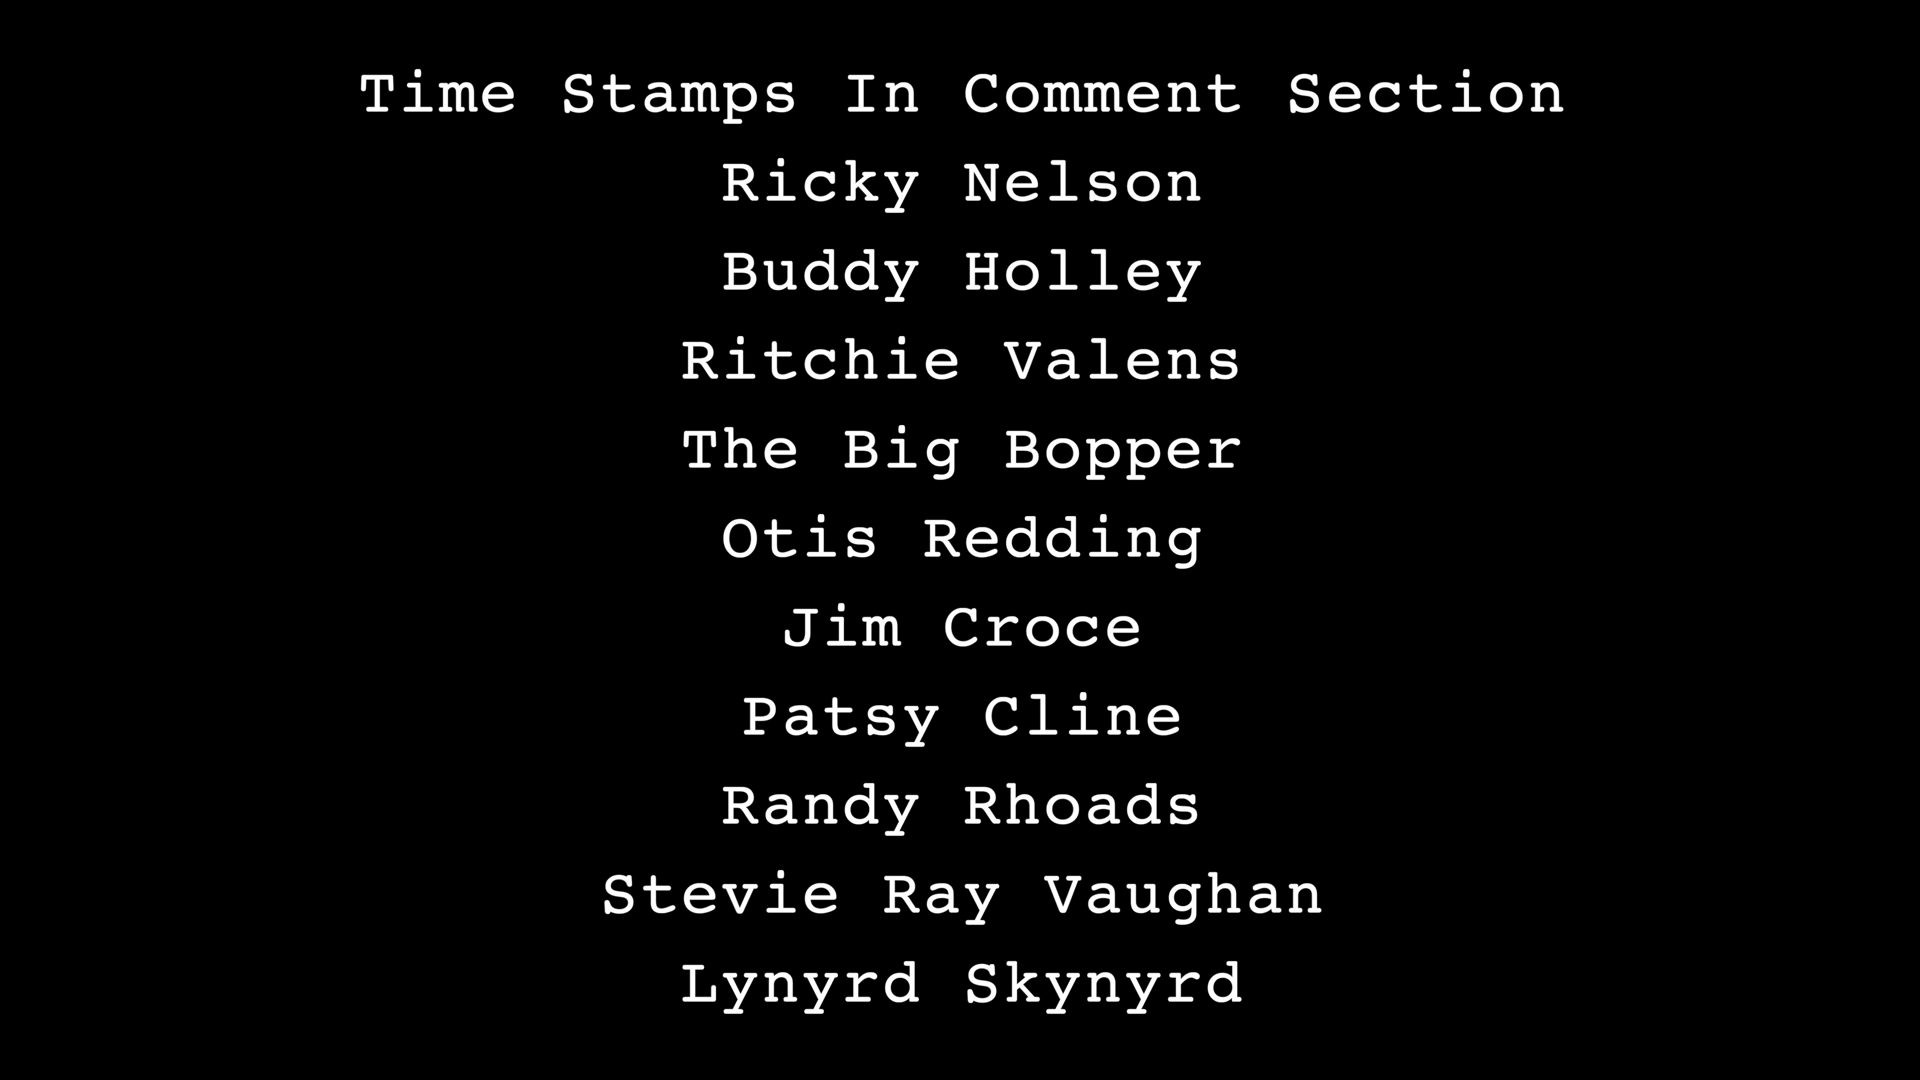 Time Stamps In Comment Section
Ricky Nelson
Buddy Holley
Ritchie Valens
The Big Bopper
Otis Redding
Jim Croce
Patsy Cline
Randy Rhoads
Stevie Ray Vaughan
Lynyrd Skynyrd